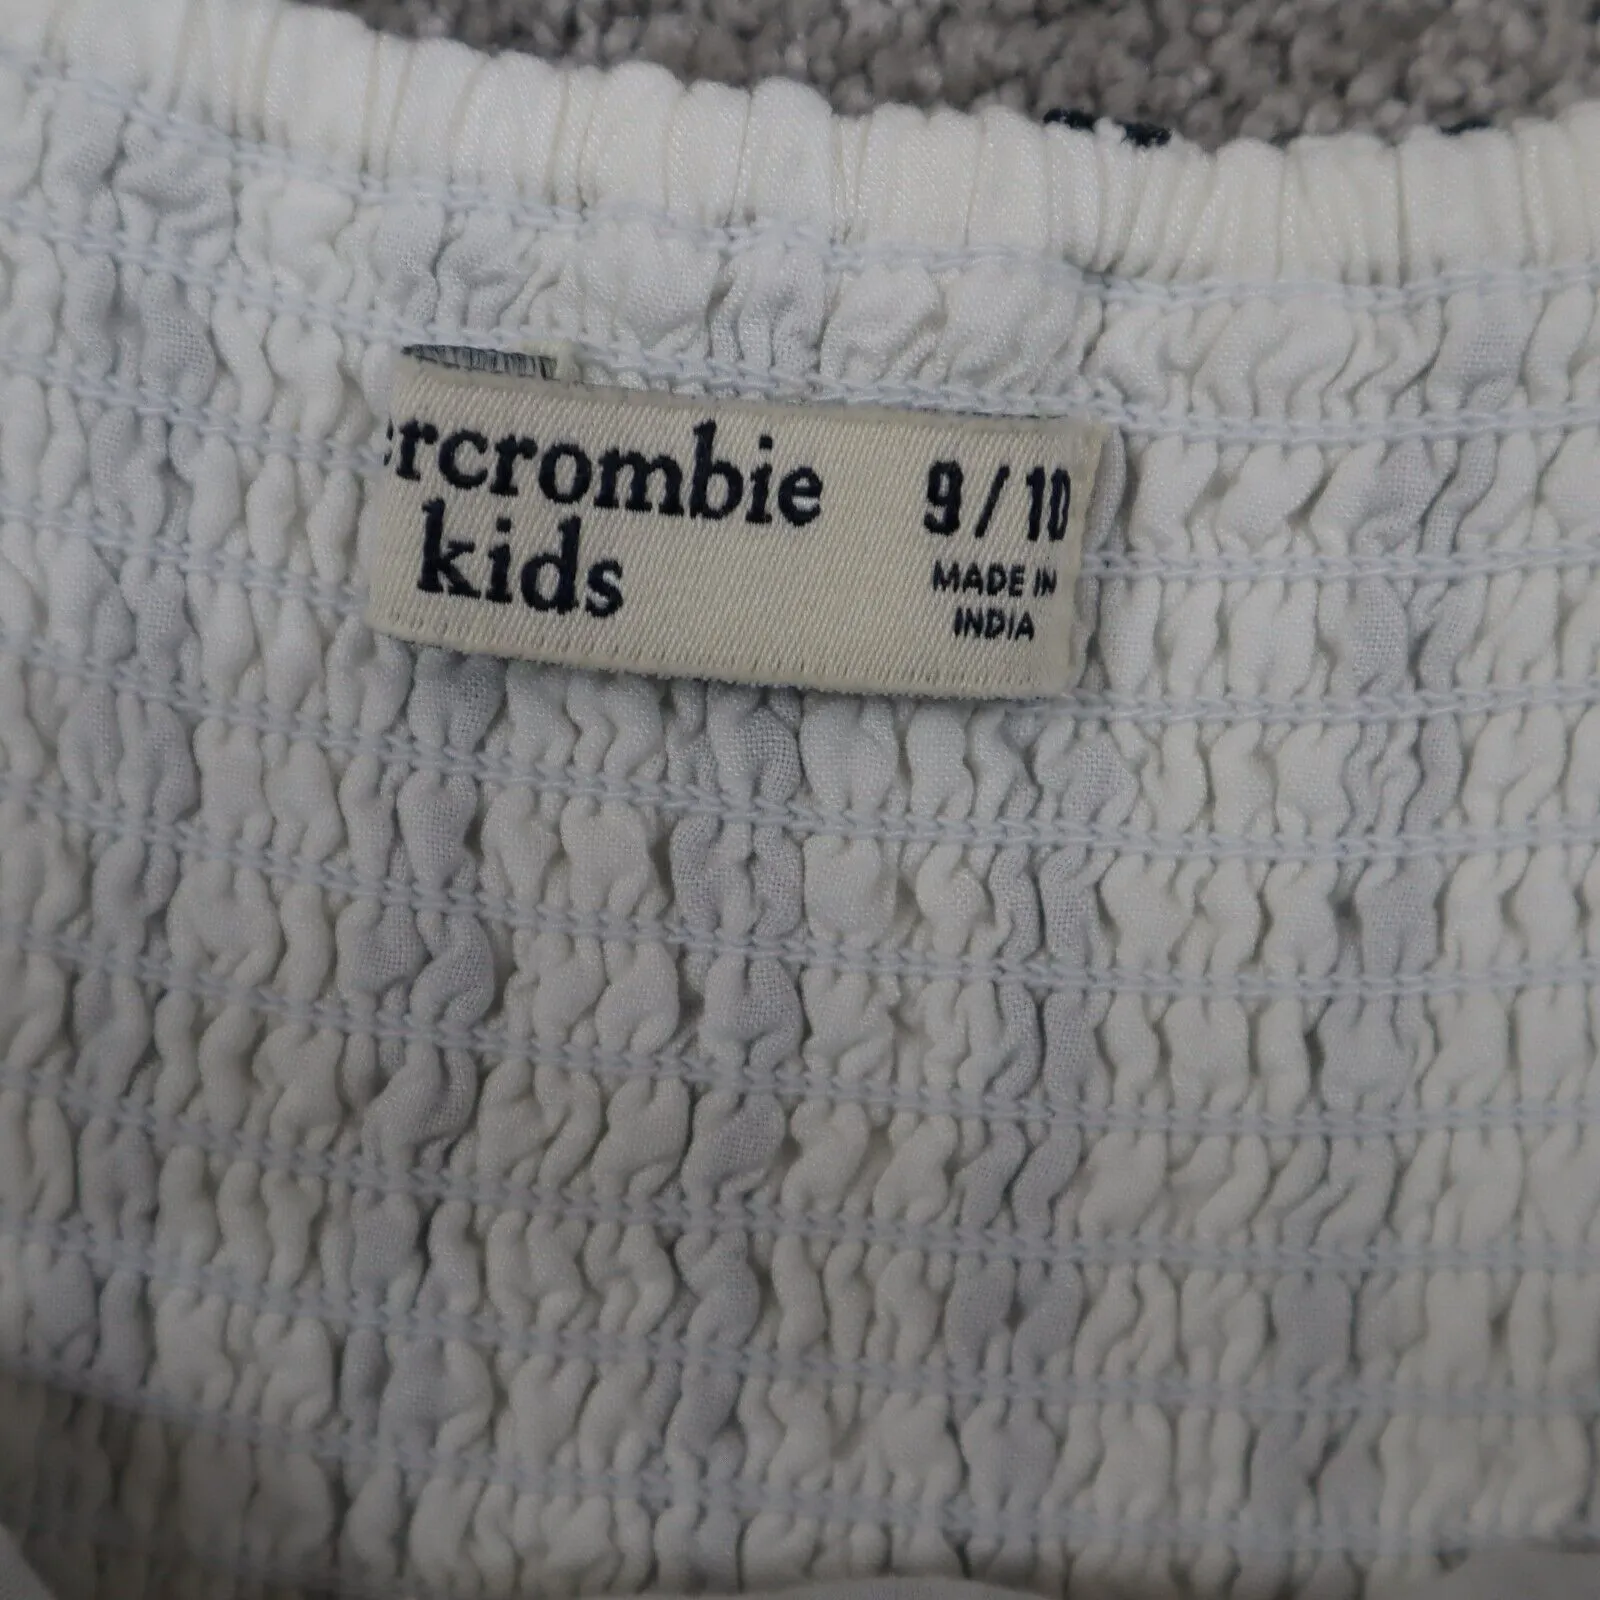 ercrombie
kids
9/10
MADE IN
INDIA